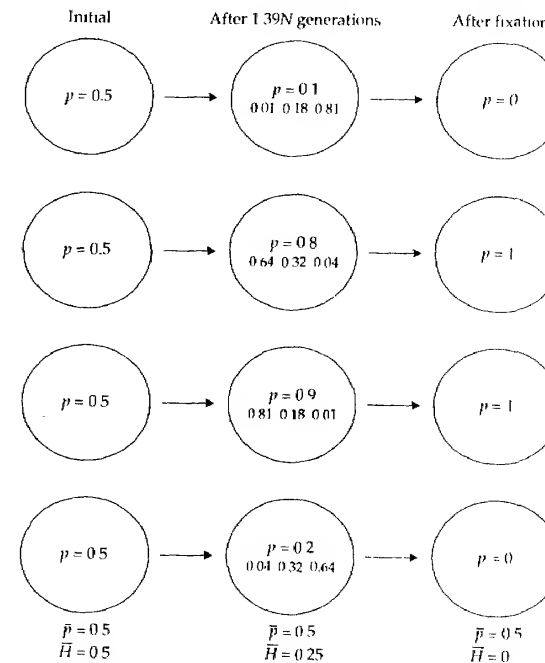 Initial After 1 39N generations After fixation
p = 0.5 p = 0 1 p = 0
0 01 0 18 0 81
p = 0.5 p = 0 8 p = 1
0 64 0 32 0 04
p = 0 5 p = 0 9 p = 1
0 81 0 18 0 01
p = 0 5 p = 0 2 p = 0
0 04 0 32 0 64
p̄ = 0 5 p̄ = 0 5 p̄ = 0 5
H̄ = 0 5 H̄ = 0 25 H̄ = 0